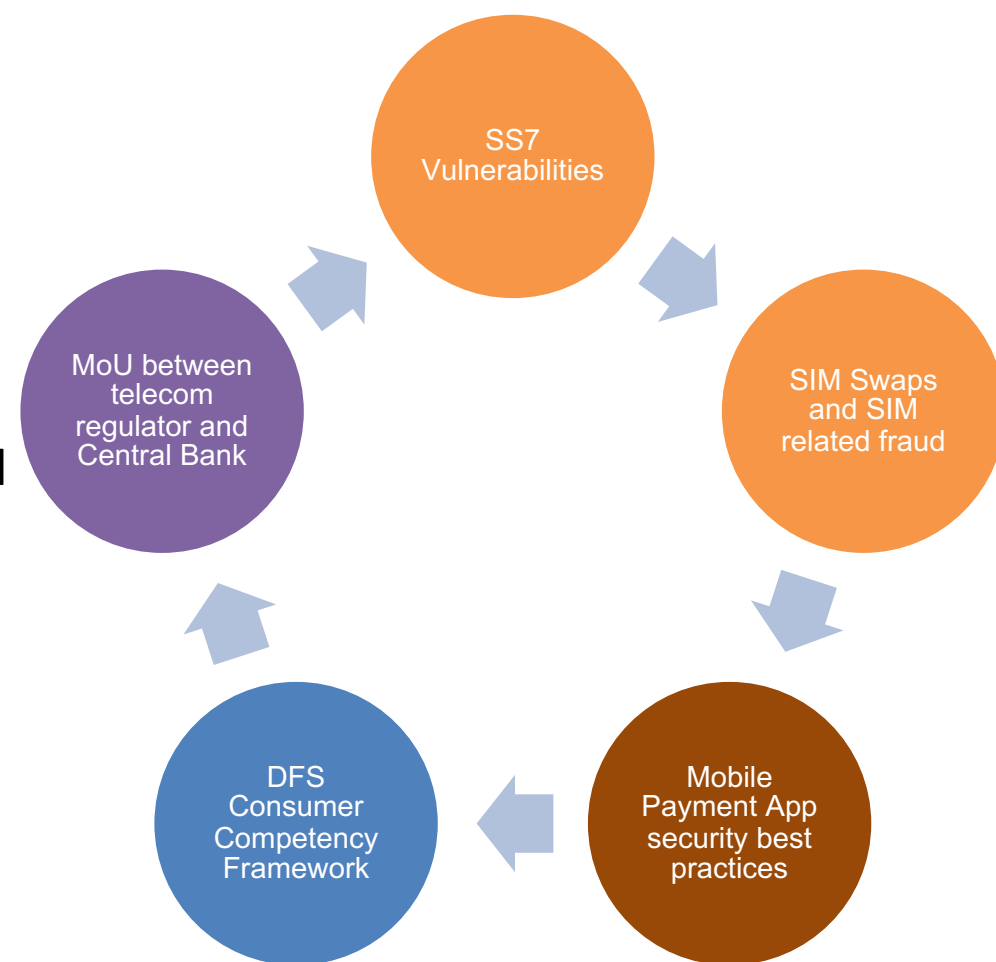 SS7
Vulnerabilities
SIM Swaps
and SIM
related fraud
Mobile
Payment App
security best
practices
DFS
Consumer
Competency
Framework
MoU between
telecom
regulator and
Central Bank